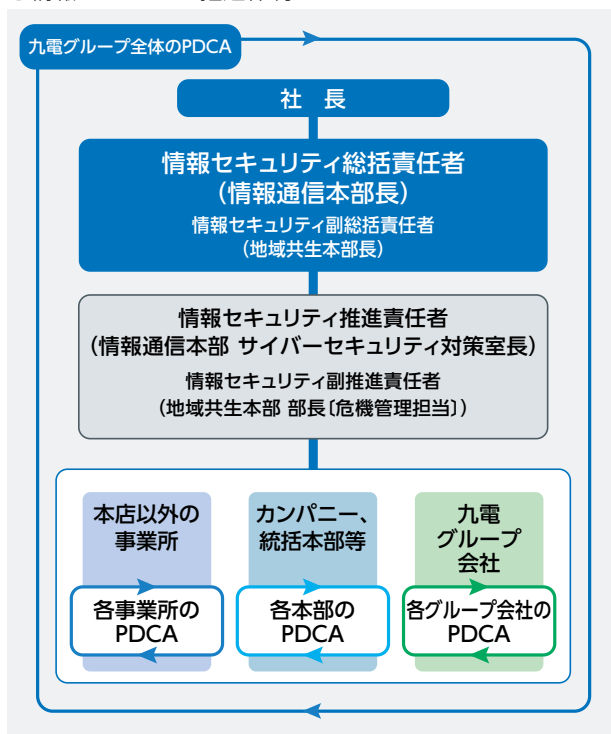 九電グループ全体のPDCA
社 長
情報セキュリティ総括責任者
（情報通信本部長）
情報セキュリティ副総括責任者
（地域共生本部長）
情報セキュリティ推進責任者
（情報通信本部 サイバーセキュリティ対策室長）
情報セキュリティ副推進責任者
（地域共生本部 部長〔危機管理担当〕）
本店以外の
事業所
各事業所の
PDCA
カンパニー、
統括本部等
各本部の
PDCA
九電
グループ
会社
各グループ会社の
PDCA